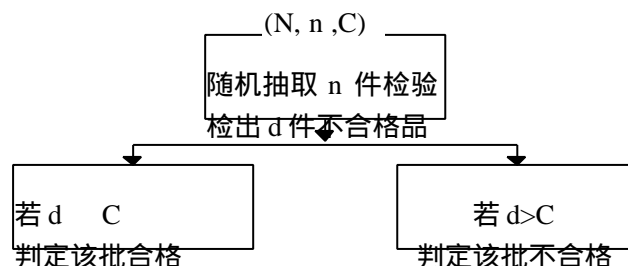 (N, n ,C)
随机抽取 n 件检验
检出 d 件不合格品
若 d C
判定该批合格
若 d>C
判定该批不合格